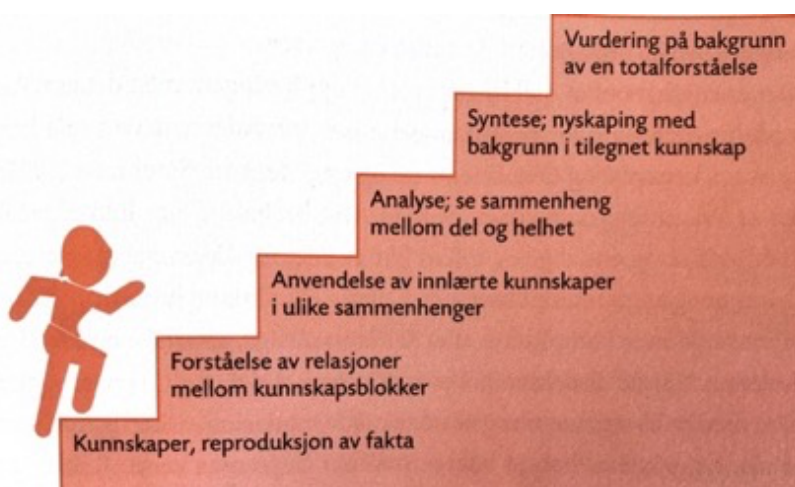 Vurdering på bakgrunn
av en totalforståelse
Syntese; nyskaping med
bakgrunn i tilegnet kunnskap
Analyse; se sammenheng
mellom del og helhet
Anvendelse av innlærte kunnskaper
i ulike sammenhenger
Forståelse av relasjoner
mellom kunnskapsblokker
Kunnskaper, reproduksjon av fakta